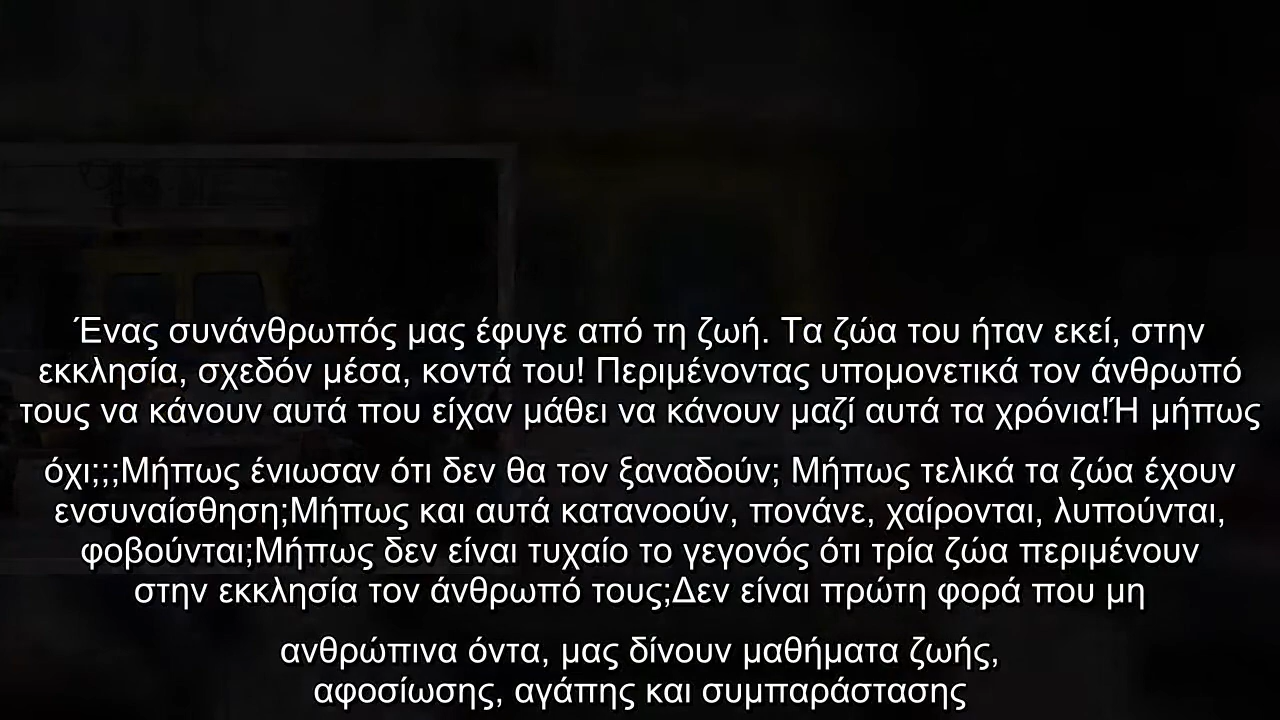 Ένας συνάνθρωπός μας έφυγε από τη ζωή. Τα ζώα του ήταν εκεί, στην
εκκλησία, σχεδόν μέσα, κοντά του! Περιμένοντας υπομονετικά τον άνθρωπό
τους να κάνουν αυτά που είχαν μάθει να κάνουν μαζί αυτά τα χρόνια!Ή μήπως
όχι;;;Μήπως ένιωσαν ότι δεν θα τον ξαναδούν; Μήπως τελικά τα ζώα έχουν
ενσυναίσθηση;Μήπως και αυτά κατανοούν, πονάνε, χαίρονται, λυπούνται,
φοβούνται;Μήπως δεν είναι τυχαίο το γεγονός ότι τρία ζώα περιμένουν
στην εκκλησία τον άνθρωπό τους;Δεν είναι πρώτη φορά που μη
ανθρώπινα όντα, μας δίνουν μαθήματα ζωής,
αφοσίωσης, αγάπης και συμπαράστασης